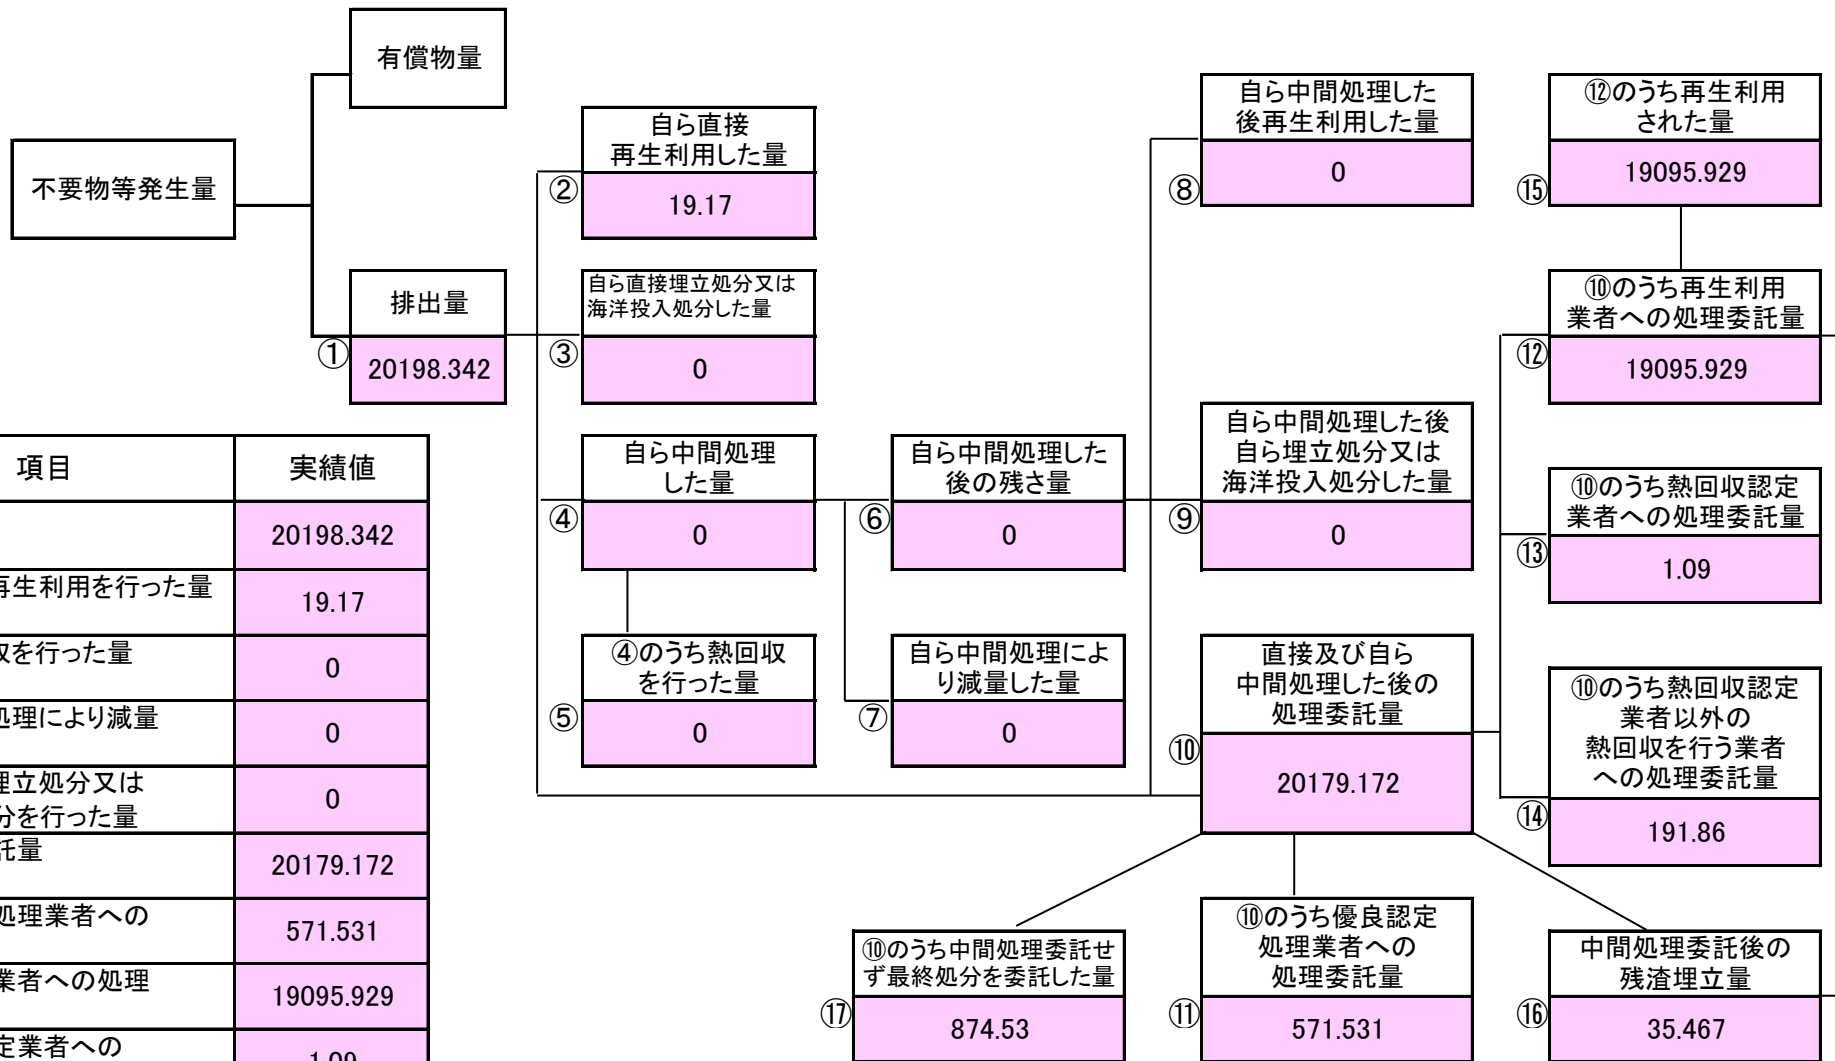 有償物量
不要物等発生量
排出量
①
20198.342
自ら直接
再生利用した量
②
19.17
自ら直接埋立処分又は
海洋投入処分した量
③
0
自ら中間処理
した量
④
0
④のうち熱回収
を行った量
⑤
0
自ら中間処理した
後の残さ量
⑥
0
自ら中間処理によ
り減量した量
⑦
0
自ら中間処理した
後再生利用した量
⑧
0
自ら中間処理した後
自ら埋立処分又は
海洋投入処分した量
⑨
0
直接及び自ら
中間処理した後の
処理委託量
⑩
20179.172
⑫のうち再生利用
された量
⑮
19095.929
⑩のうち再生利用
業者への処理委託量
⑫
19095.929
⑩のうち熱回収認定
業者への処理委託量
⑬
1.09
⑩のうち熱回収認定
業者以外の
熱回収を行う業者
への処理委託量
⑭
191.86
⑩のうち中間処理委託せ
ず最終処分を委託した量
⑰
874.53
⑩のうち優良認定
処理業者への
処理委託量
⑪
571.531
中間処理委託後の
残渣埋立量
⑯
35.467
項目 実績値
20198.342
再生利用を行った量
19.17
を行った量
0
処理により減量
0
埋立処分又は
分を行った量
0
託量
20179.172
処理業者への
571.531
業者への処理
19095.929
定業者への
1.09